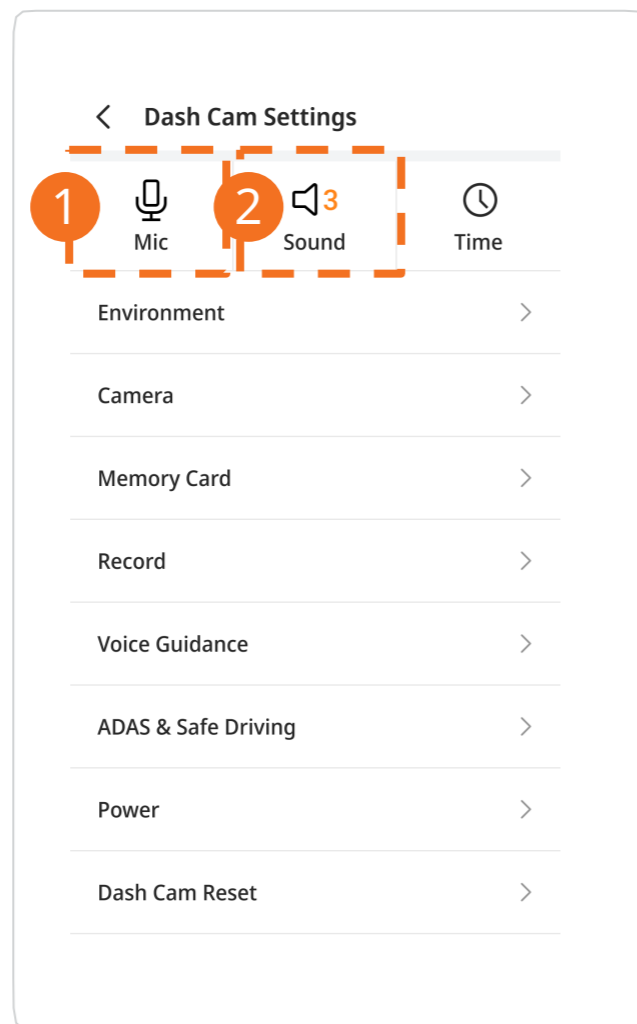 Dash Cam Settings
1
2
3
Mic
Sound
Time
Environment
Camera
Memory Card
Record
Voice Guidance
ADAS & Safe Driving
Power
Dash Cam Reset